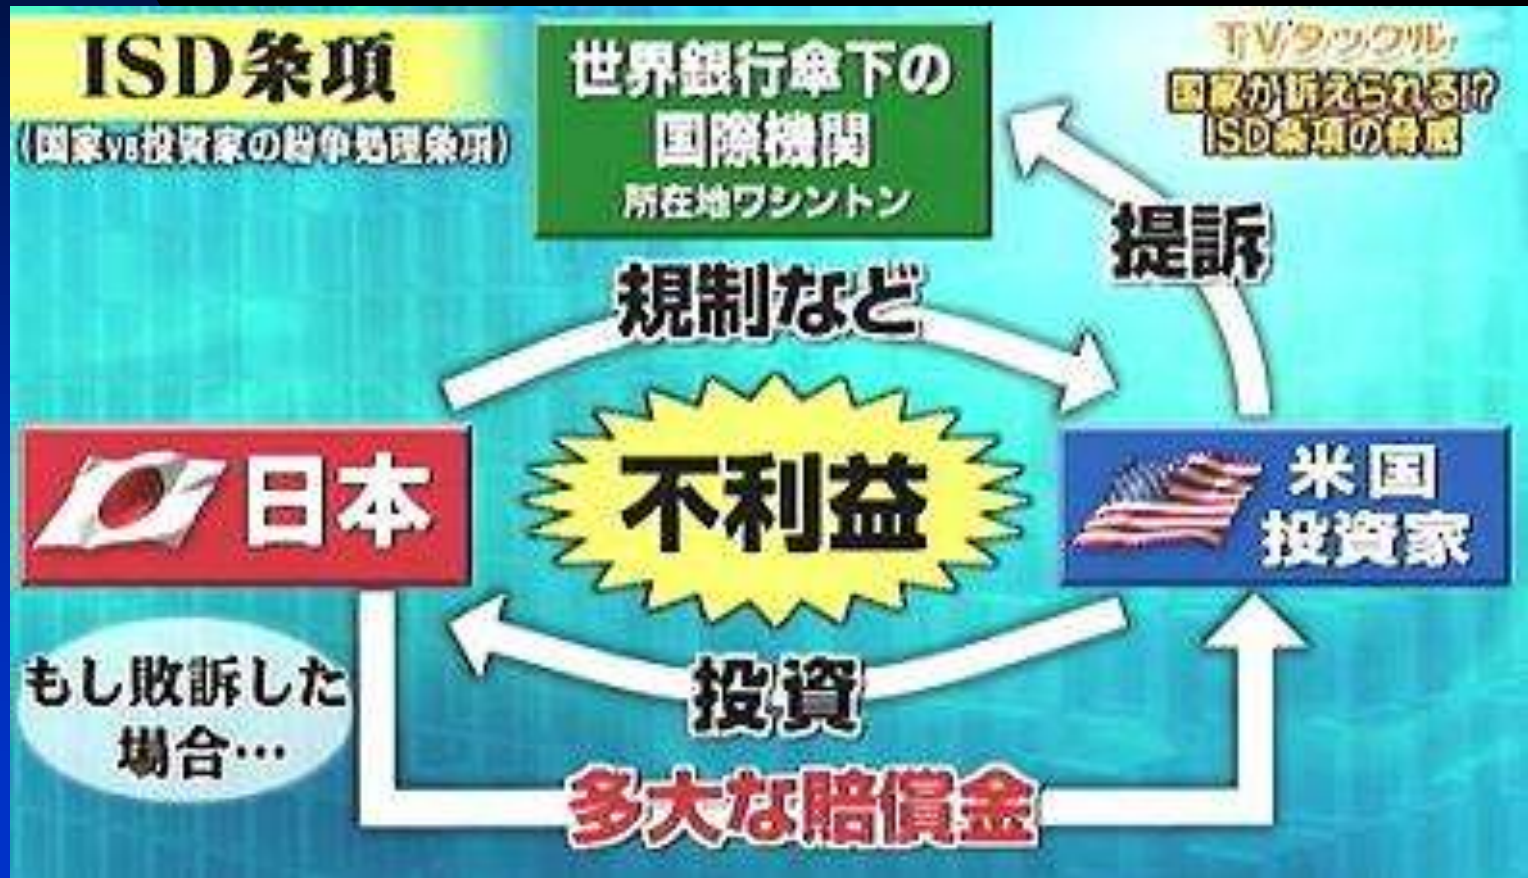 ISD条項
(国家vs投資家の紛争処理条項)
世界銀行傘下の
国際機関
所在地ワシントン
TVタックル
国家が訴えられる!?
ISD条項の脅威
提訴
規制など
日本
不利益
米国
投資家
投資
もし敗訴した
場合…
多大な賠償金